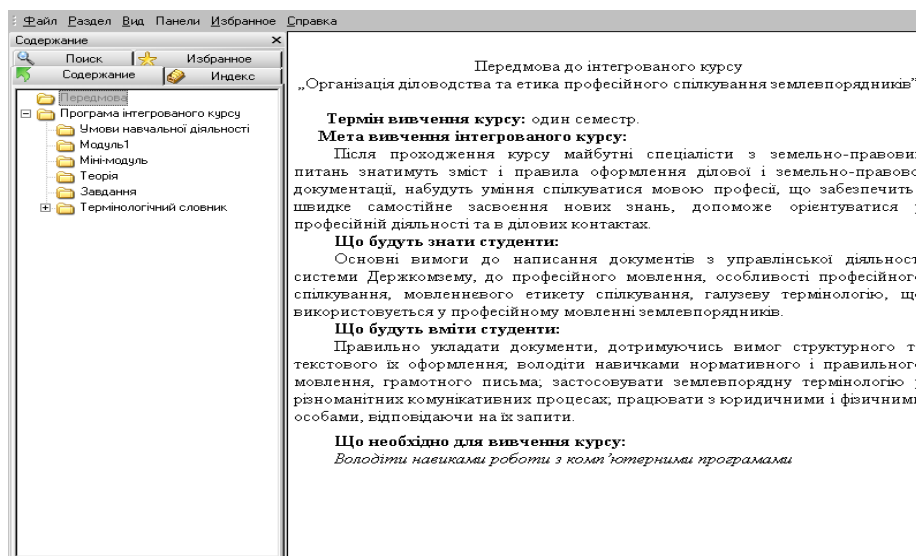 Файл Раздел Вид Панели Избранное Справка
Содержание
Поиск Избранное
Содержание Индекс
Передмова
Програма інтегрованого курсу
Умови навчальної діяльності
Модуль1
Міні-модуль
Теорія
Завдання
Термінологічний словник
Передмова до інтегрованого курсу
„Організація діловодства та етика професійного спілкування землевпорядників”
Термін вивчення курсу: один семестр.
Мета вивчення інтегрованого курсу:
Після проходження курсу майбутні спеціалісти з земельно-правових
питань знатимуть зміст і правила оформлення ділової і земельно-правово
документації, набудуть уміння спілкуватися мовою професії, що забезпечить
швидке самостійне засвоєння нових знань, допоможе орієнтуватися у
професійній діяльності та в ділових контактах.
Що будуть знати студенти:
Основні вимоги до написання документів з управлінської діяльност
системи Держкомзему, до професійного мовлення, особливості професійного
спілкування, мовленнєвого етикету спілкування, галузеву термінологію, що
використовується у професійному мовленні землевпорядників.
Що будуть вміти студенти:
Правильно укладати документи, дотримуючись вимог структурного т
текстового їх оформлення; володіти навичками нормативного і правильного
мовлення, грамотного письма; застосовувати землевпорядну термінологію у
різноманітних комунікативних процесах; працювати з юридичними і фізичними
особами, відповідаючи на їх запити.
Що необхідно для вивчення курсу:
Володіти навиками роботи з комп’ютерними програмами